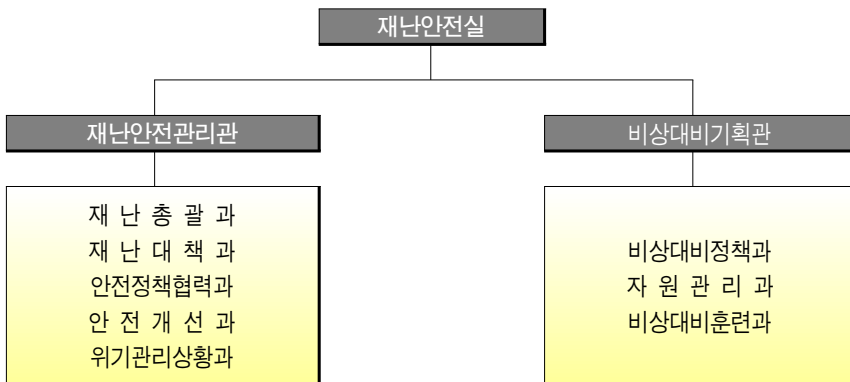 재난안전실
재난안전관리관
비상대비기획관
재 난 총 괄 과
재 난 대 책 과
안전정책협력과
안 전 개 선 과
위기관리상황과
비상대비정책과
자 원 관 리 과
비상대비훈련과